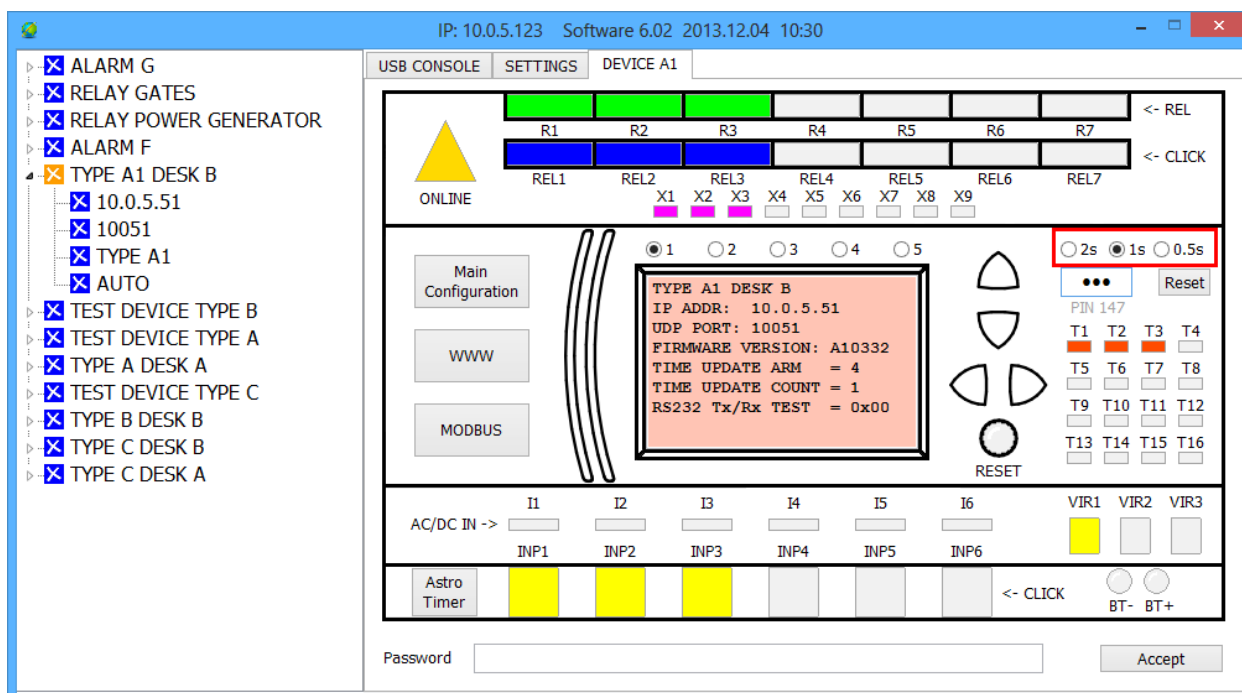 IP: 10.0.5.123 Software 6.02 2013.12.04 10:30
ALARM G
RELAY GATES
RELAY POWER GENERATOR
ALARM F
TYPE A1 DESK B
10.0.5.51
10051
TYPE A1
AUTO
TEST DEVICE TYPE B
TEST DEVICE TYPE A
TYPE A DESK A
TEST DEVICE TYPE C
TYPE B DESK B
TYPE C DESK B
TYPE C DESK A
USB CONSOLE SETTINGS DEVICE A1
<- REL
R1 R2 R3 R4 R5 R6 R7
<- CLICK
REL1 REL2 REL3 REL4 REL5 REL6 REL7
ONLINE
X1 X2 X3 X4 X5 X6 X7 X8 X9
1 2 3 4 5
2s 1s 0.5s
Main
Configuration
WWW
MODBUS
TYPE A1 DESK B
IP ADDR: 10.0.5.51
UDP PORT: 10051
FIRMWARE VERSION: A10332
TIME UPDATE ARM = 4
TIME UPDATE COUNT = 1
RS232 Tx/Rx TEST = 0x00
RESET
••• Reset
PIN 147
T1 T2 T3 T4
T5 T6 T7 T8
T9 T10 T11 T12
T13 T14 T15 T16
I1 I2 I3 I4 I5 I6
AC/DC IN ->
INP1 INP2 INP3 INP4 INP5 INP6
VIR1 VIR2 VIR3
Astro
Timer
<- CLICK
BT- BT+
Password
Accept